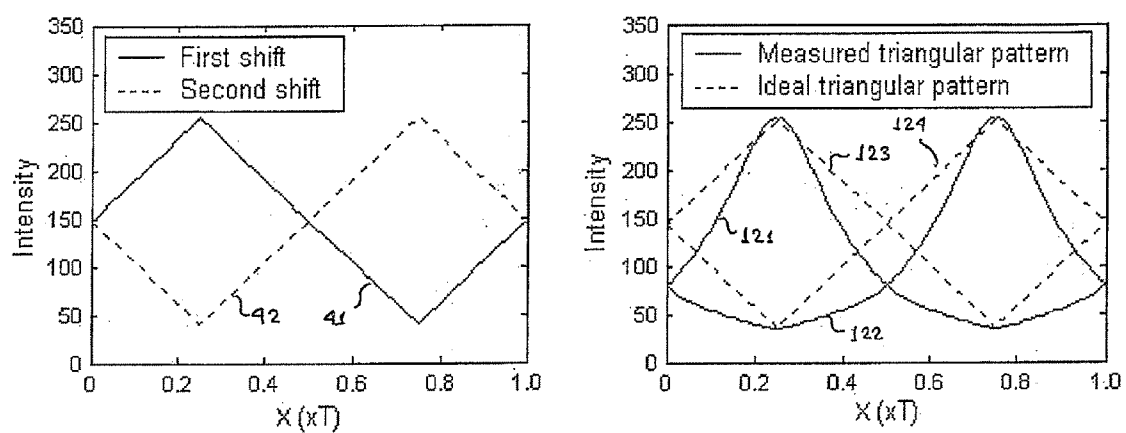 350
300
250
200
150
100
50
0
Intensity
First shift
Second shift
42
41
0 0.2 0.4 0.6 0.8 1.0
X (xT)
350
300
250
200
150
100
50
0
Intensity
Measured triangular pattern
Ideal triangular pattern
124
123
121
122
0 0.2 0.4 0.6 0.8 1.0
X (xT)